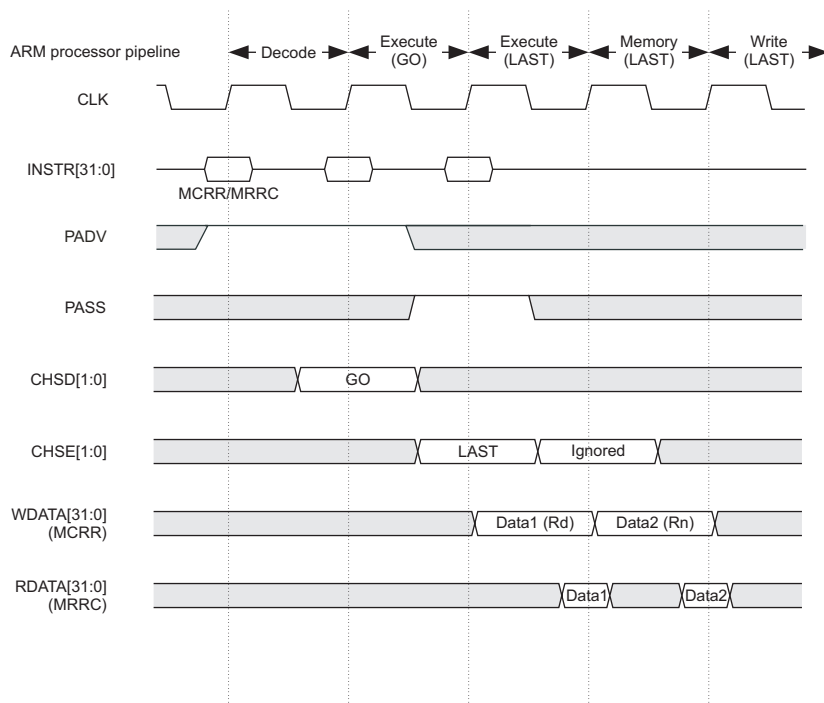 ARM processor pipeline
Decode
Execute
(GO)
Execute
(LAST)
Memory
(LAST)
Write
(LAST)
CLK
INSTR[31:0]
MCRR/MRRC
PADV
PASS
CHSD[1:0]
GO
CHSE[1:0]
LAST
Ignored
WDATA[31:0]
(MCRR)
Data1 (Rd)
Data2 (Rn)
RDATA[31:0]
(MRRC)
Data1
Data2